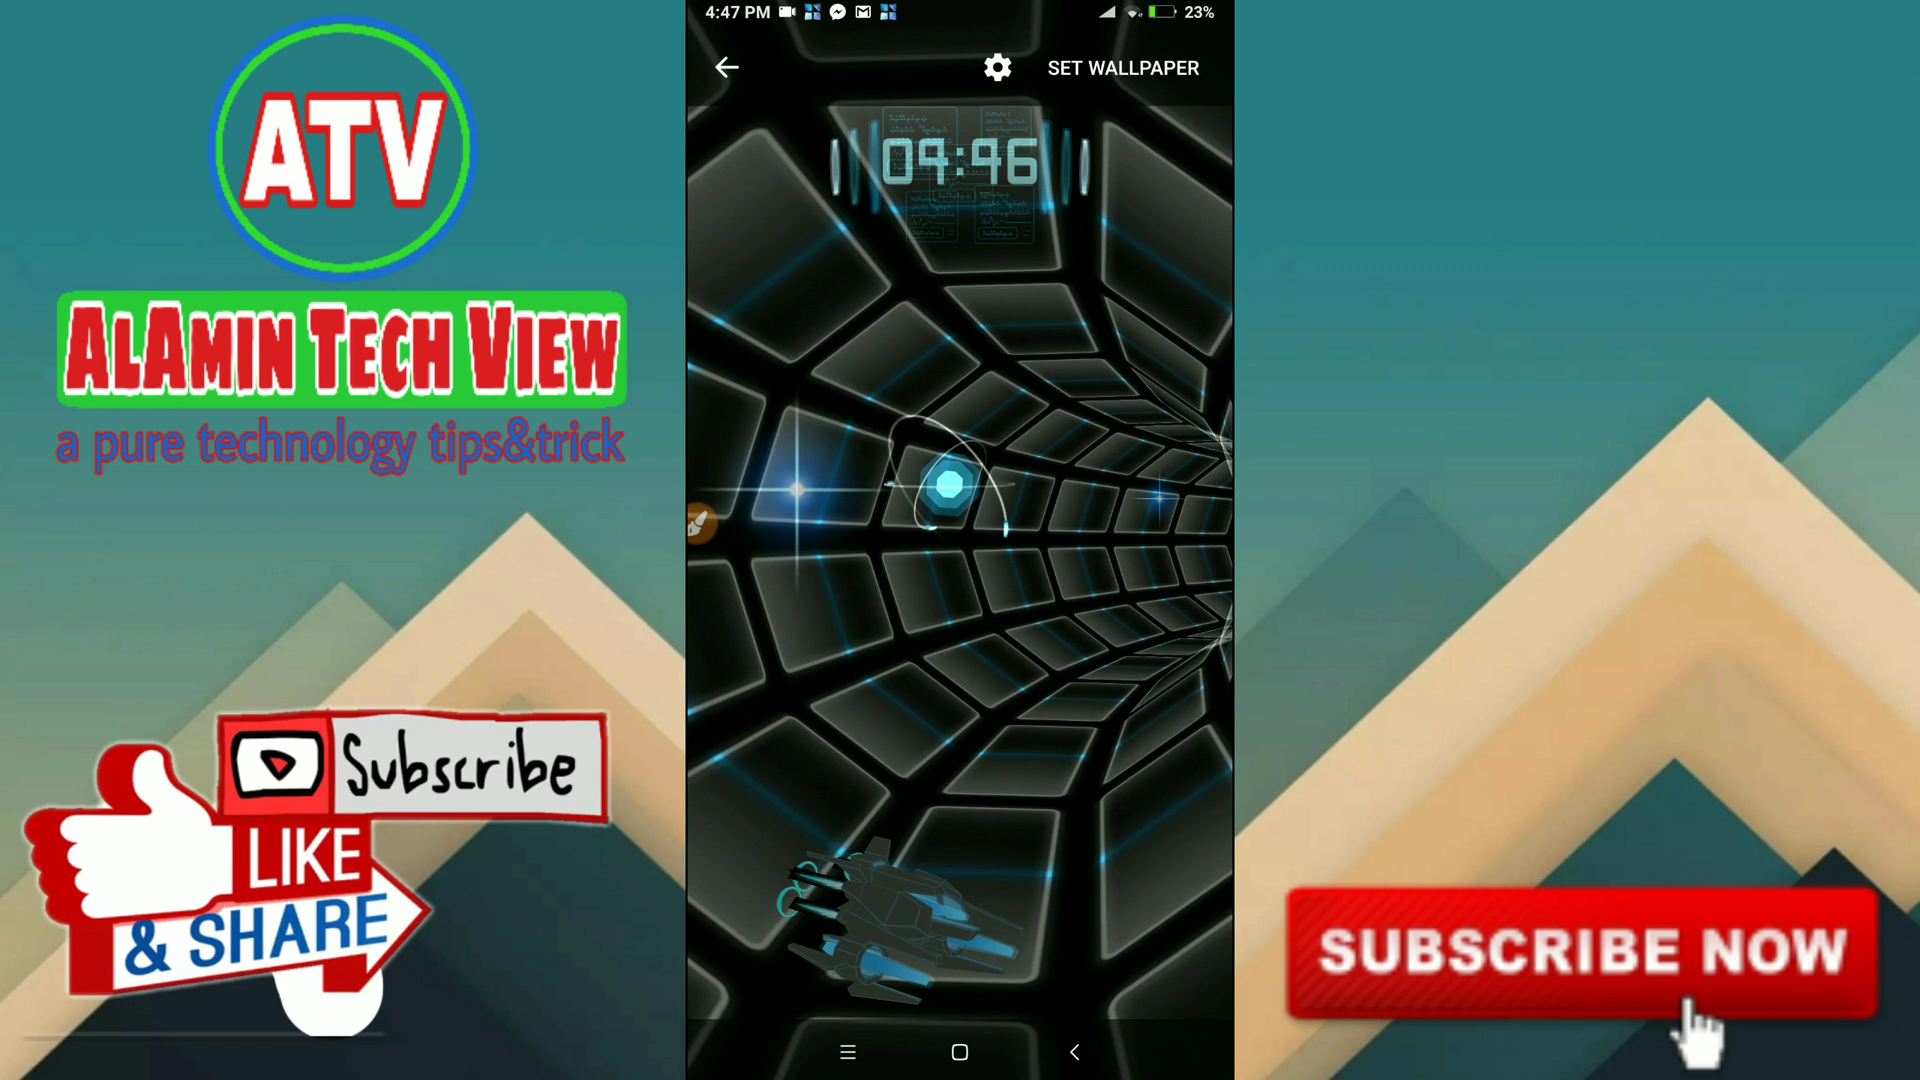 ATV
ALAMIN TECH VIEW
a pure technology tips&trick
Subscribe
LIKE
& SHARE
4:47 PM
23%
SET WALLPAPER
04:46
SUBSCRIBE NOW